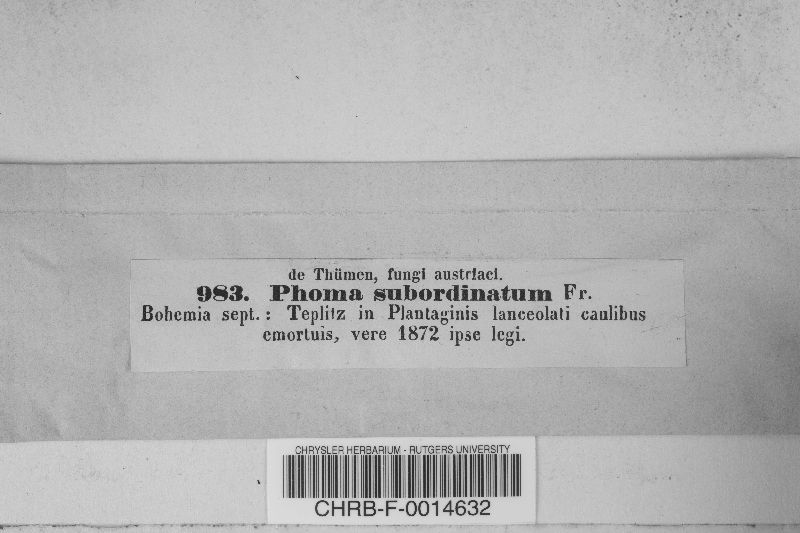 de Thümen, fungi austriaci.
983. Phoma subordinatum Fr.
Bohemia sept.: Teplitz in Plantaginis lanceolati caulibus
emortuis, vere 1872 ipse legi.
CHRYSLER HERBARIUM - RUTGERS UNIVERSITY
CHRB-F-0014632